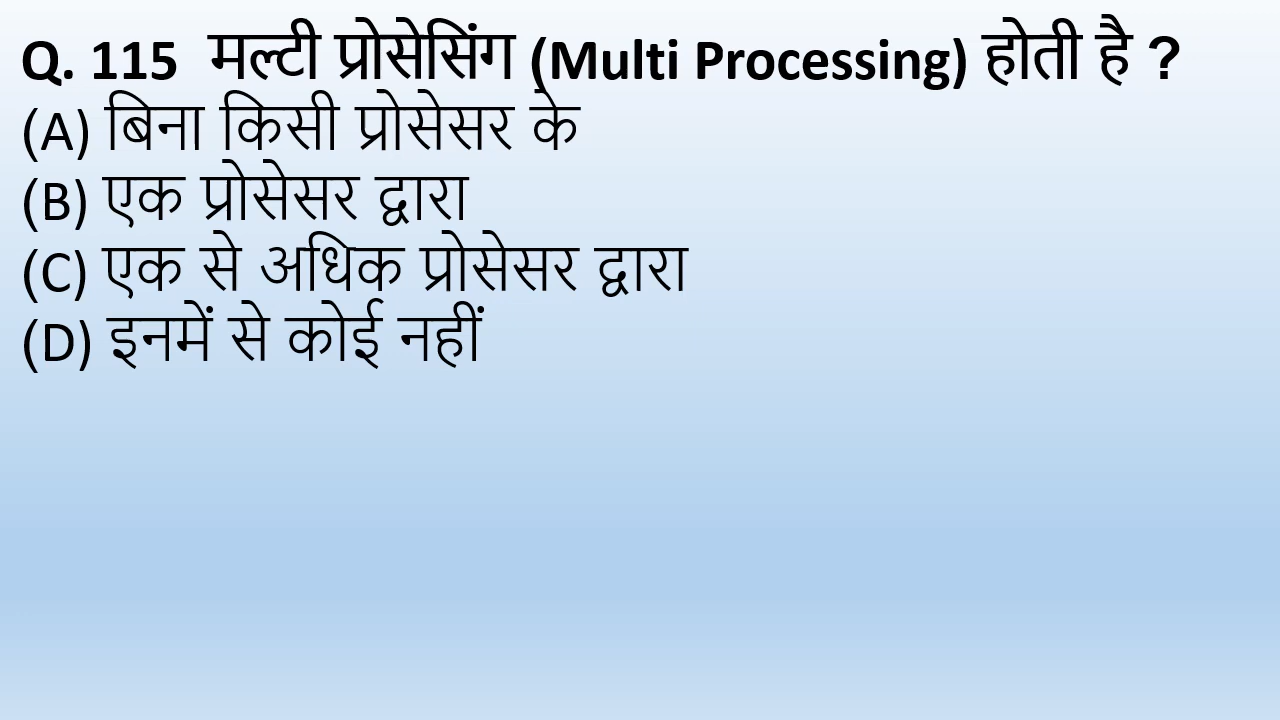 Q. 115 मल्टी प्रोसेसिंग (Multi Processing) होती है ?
(A) बिना किसी प्रोसेसर के
(B) एक प्रोसेसर द्वारा
(C) एक से अधिक प्रोसेसर द्वारा
(D) इनमें से कोई नहीं